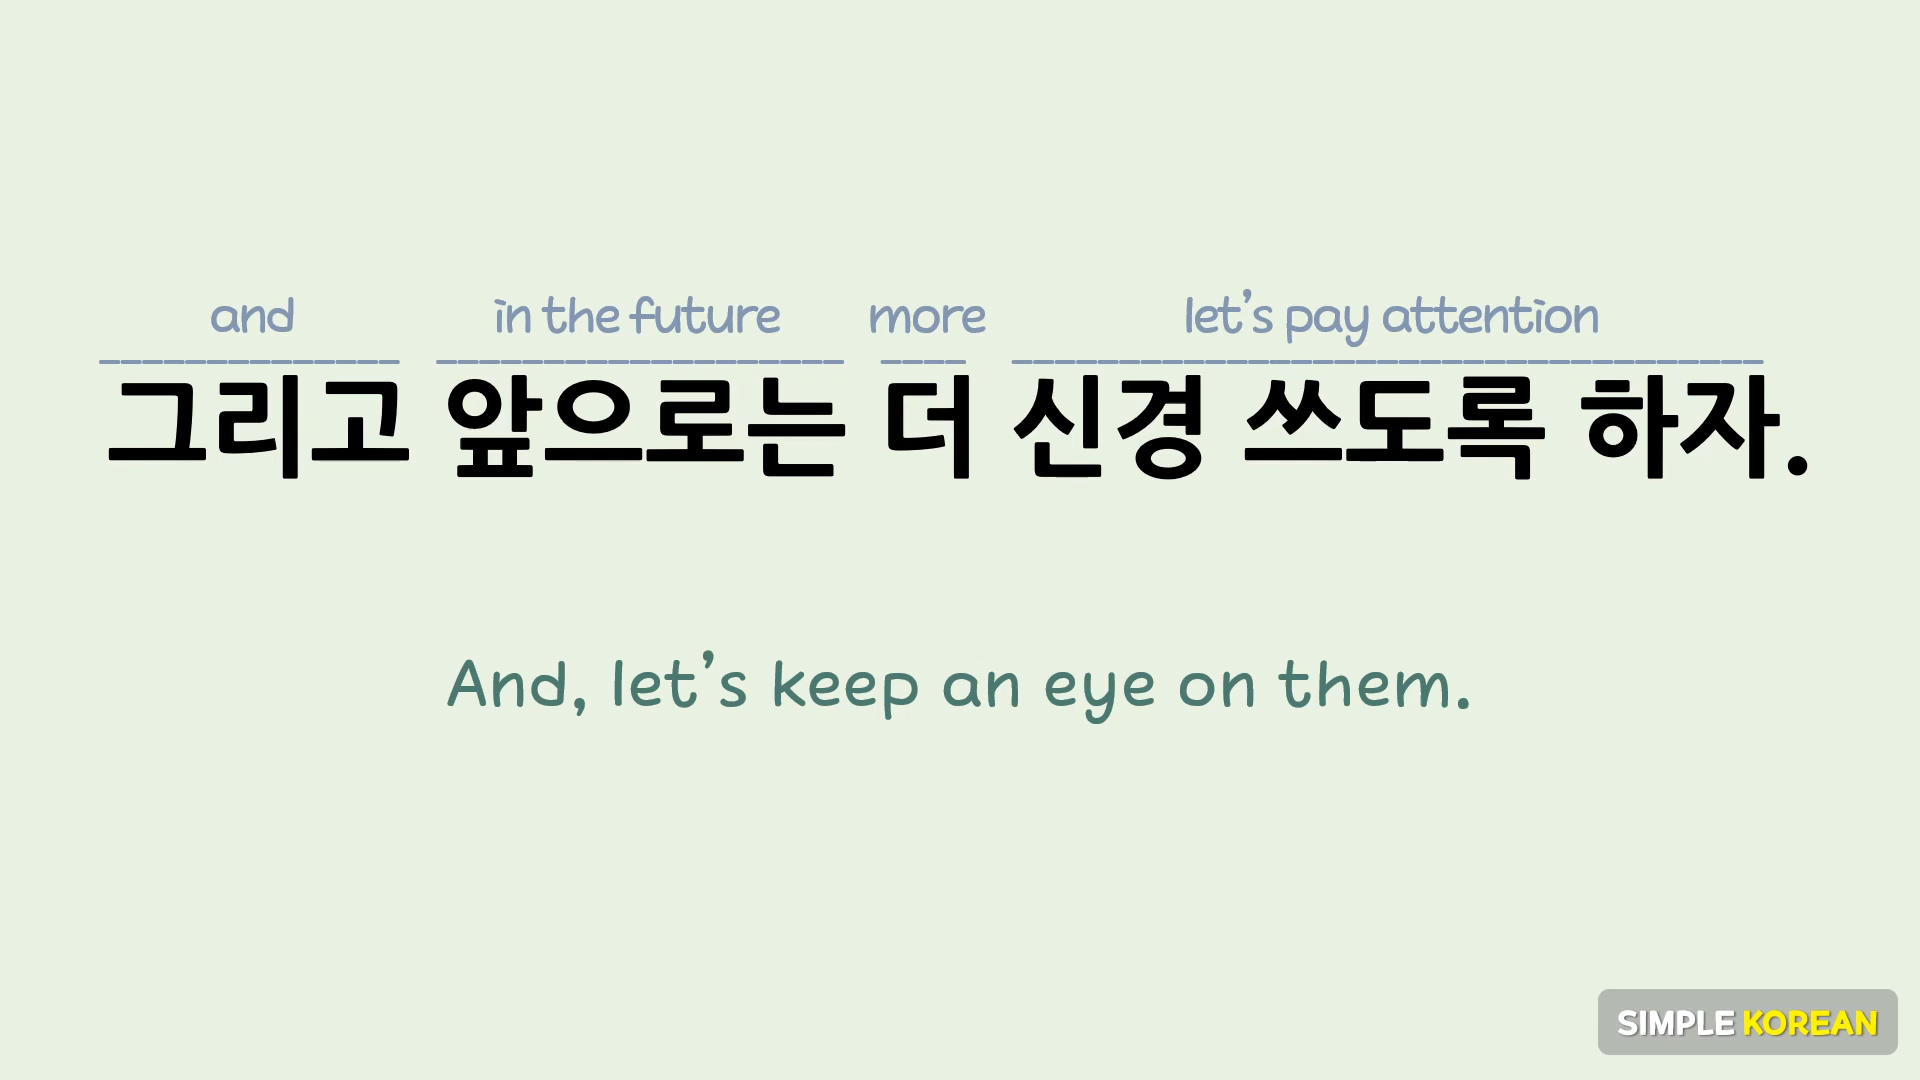 and in the future more let's pay attention
그리고 앞으로는 더 신경 쓰도록 하자.
And, let's keep an eye on them.
SIMPLE KOREAN